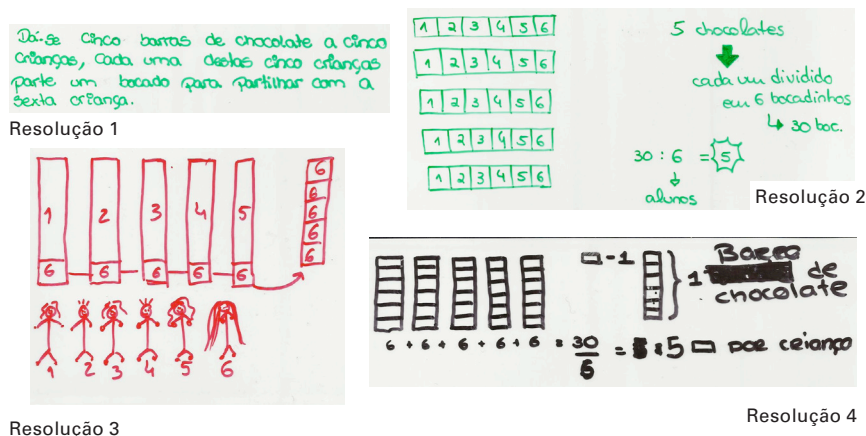 Dá-se cinco barras de chocolate a cinco
crianças, cada uma destas cinco crianças
parte um bocado para partilhar com a
sexta criança.
Resolução 1
1 2 3 4 5 6
1 2 3 4 5 6
1 2 3 4 5 6
1 2 3 4 5 6
1 2 3 4 5 6
5 chocolates
cada um dividido
em 6 bocadinhos
30 boc.
30 : 6 = 5
alunos
Resolução 2
1 2 3 4 5
6 6 6 6 6
6
6
6
6
6
1 2 3 4 5 6
Resolução 3
- 1
1 Barra
de
chocolate
6 + 6 + 6 + 6 + 6 = 30
6
= 5 por criança
Resolução 4